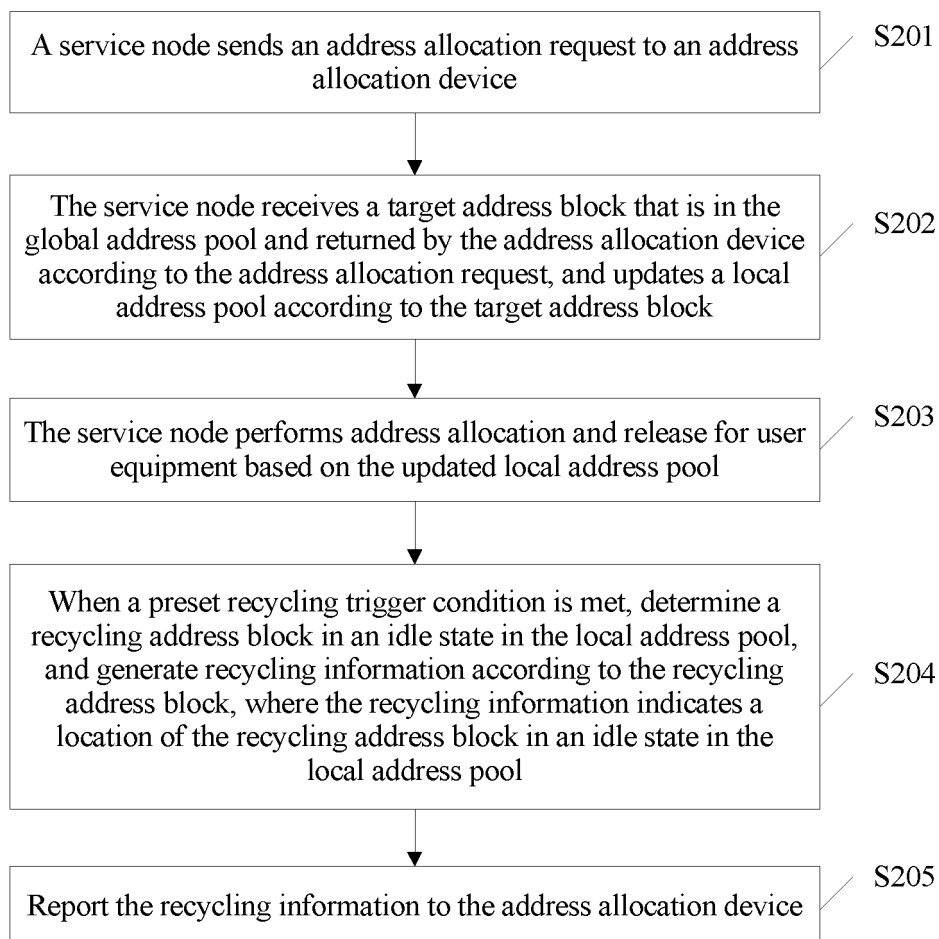 A service node sends an address allocation request to an address
allocation device
S201
The service node receives a target address block that is in the
global address pool and returned by the address allocation device
according to the address allocation request, and updates a local
address pool according to the target address block
S202
The service node performs address allocation and release for user
equipment based on the updated local address pool
S203
When a preset recycling trigger condition is met, determine a
recycling address block in an idle state in the local address pool,
and generate recycling information according to the recycling
address block, where the recycling information indicates a
location of the recycling address block in an idle state in the
local address pool
S204
Report the recycling information to the address allocation device
S205